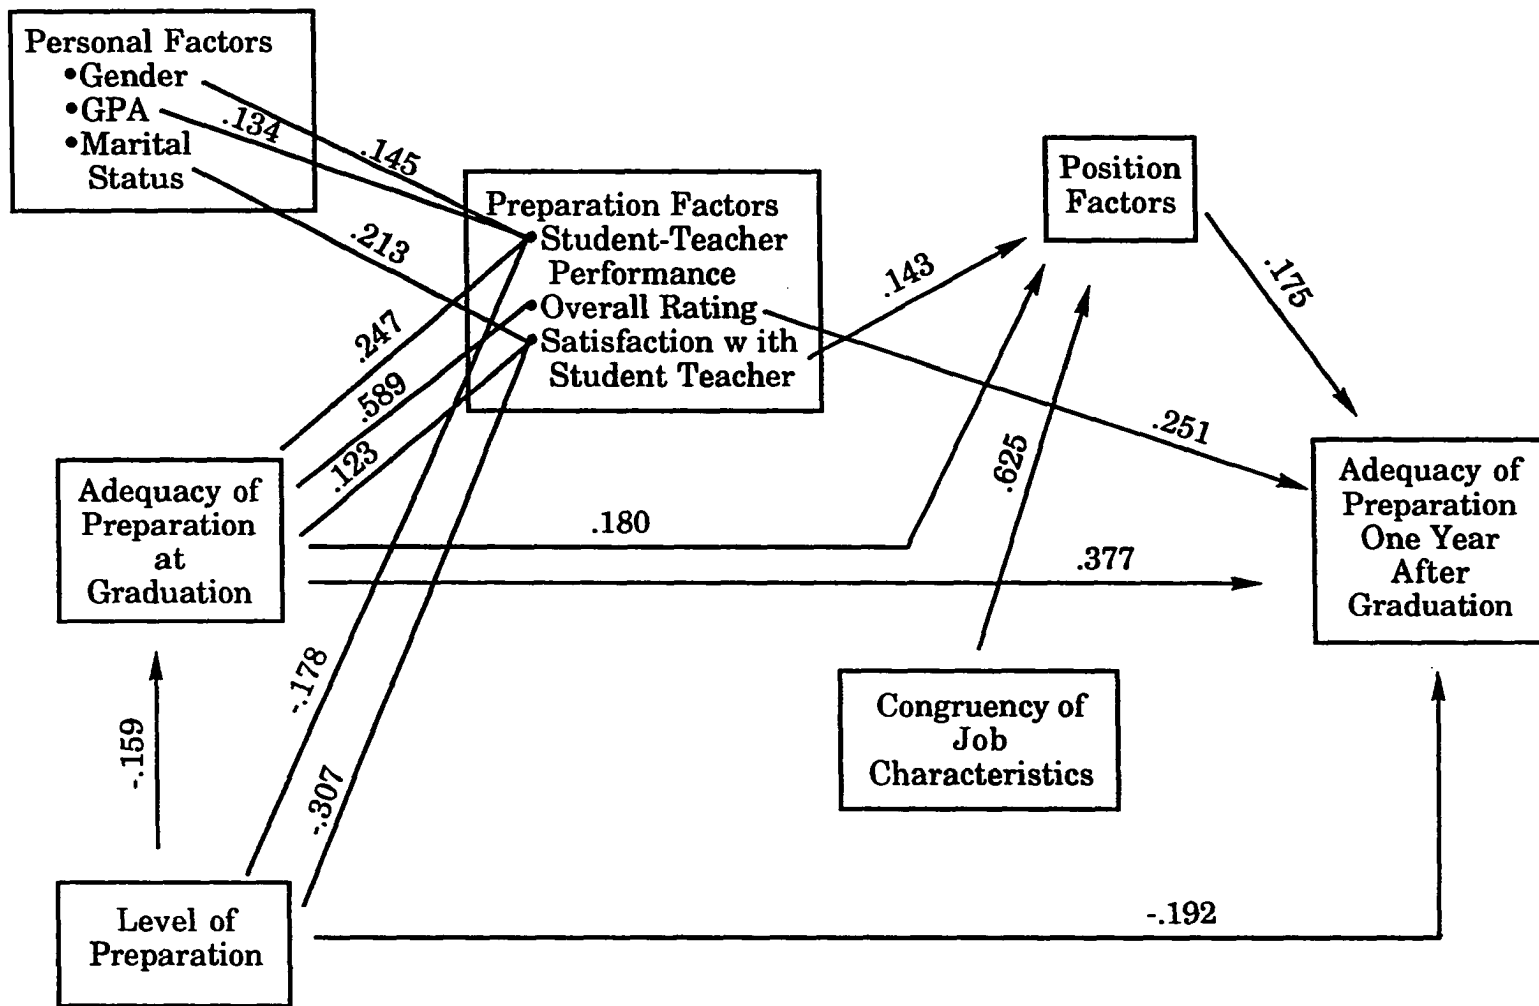 Personal Factors
•Gender
•GPA
•Marital
Status
.134
.145
.213
Preparation Factors
•Student-Teacher
Performance
•Overall Rating
•Satisfaction w ith
Student Teacher
Position
Factors
.143
.175
.247
.589
.123
.251
.625
Adequacy of
Preparation
at
Graduation
.180
.377
Adequacy of
Preparation
One Year
After
Graduation
-.178
-.307
-.159
Congruency of
Job
Characteristics
Level of
Preparation
-.192